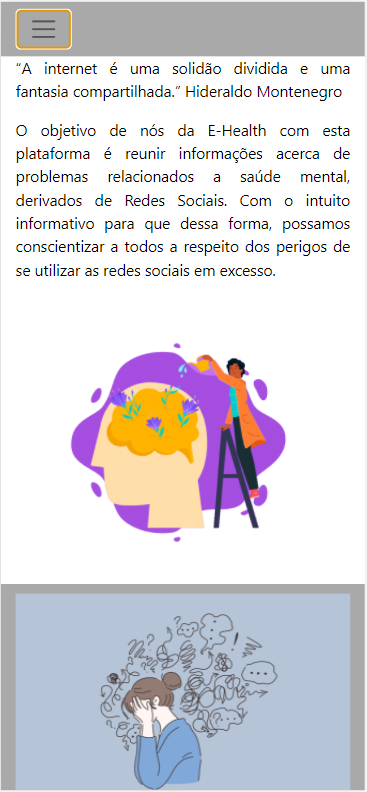 “A internet é uma solidão dividida e uma
fantasia compartilhada.” Hideraldo Montenegro
O objetivo de nós da E-Health com esta
plataforma é reunir informações acerca de
problemas relacionados a saúde mental,
derivados de Redes Sociais. Com o intuito
informativo para que dessa forma, possamos
conscientizar a todos a respeito dos perigos de
se utilizar as redes sociais em excesso.